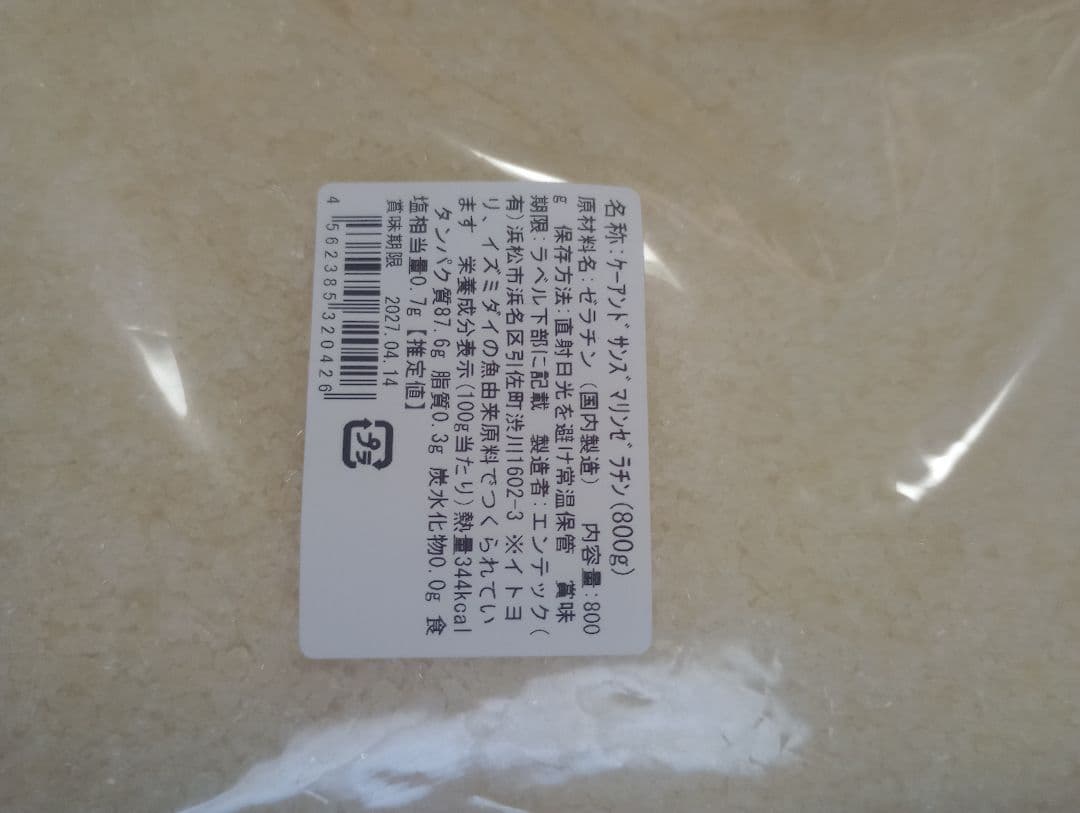 名称:ｹｰｱﾝﾄﾞｻﾝｽﾞﾏﾘﾝｾﾞﾗﾁﾝ(800g)
原材料名:ゼラチン（国内製造）　内容量:800
g　保存方法:直射日光を避け常温保管　賞味
期限:ラベル下部に記載　製造者:エンテック(
有)浜松市浜名区引佐町渋川1602-3 ※イトヨ
リ、イズミダイの魚由来原料でつくられてい
ます　栄養成分表示(100g当たり)熱量344kcal
タンパク質87.6g 脂質0.3g 炭水化物0.0g 食
塩相当量0.7g【推定値】
賞味期限　2027.04.14
4 562385 320426
プラ